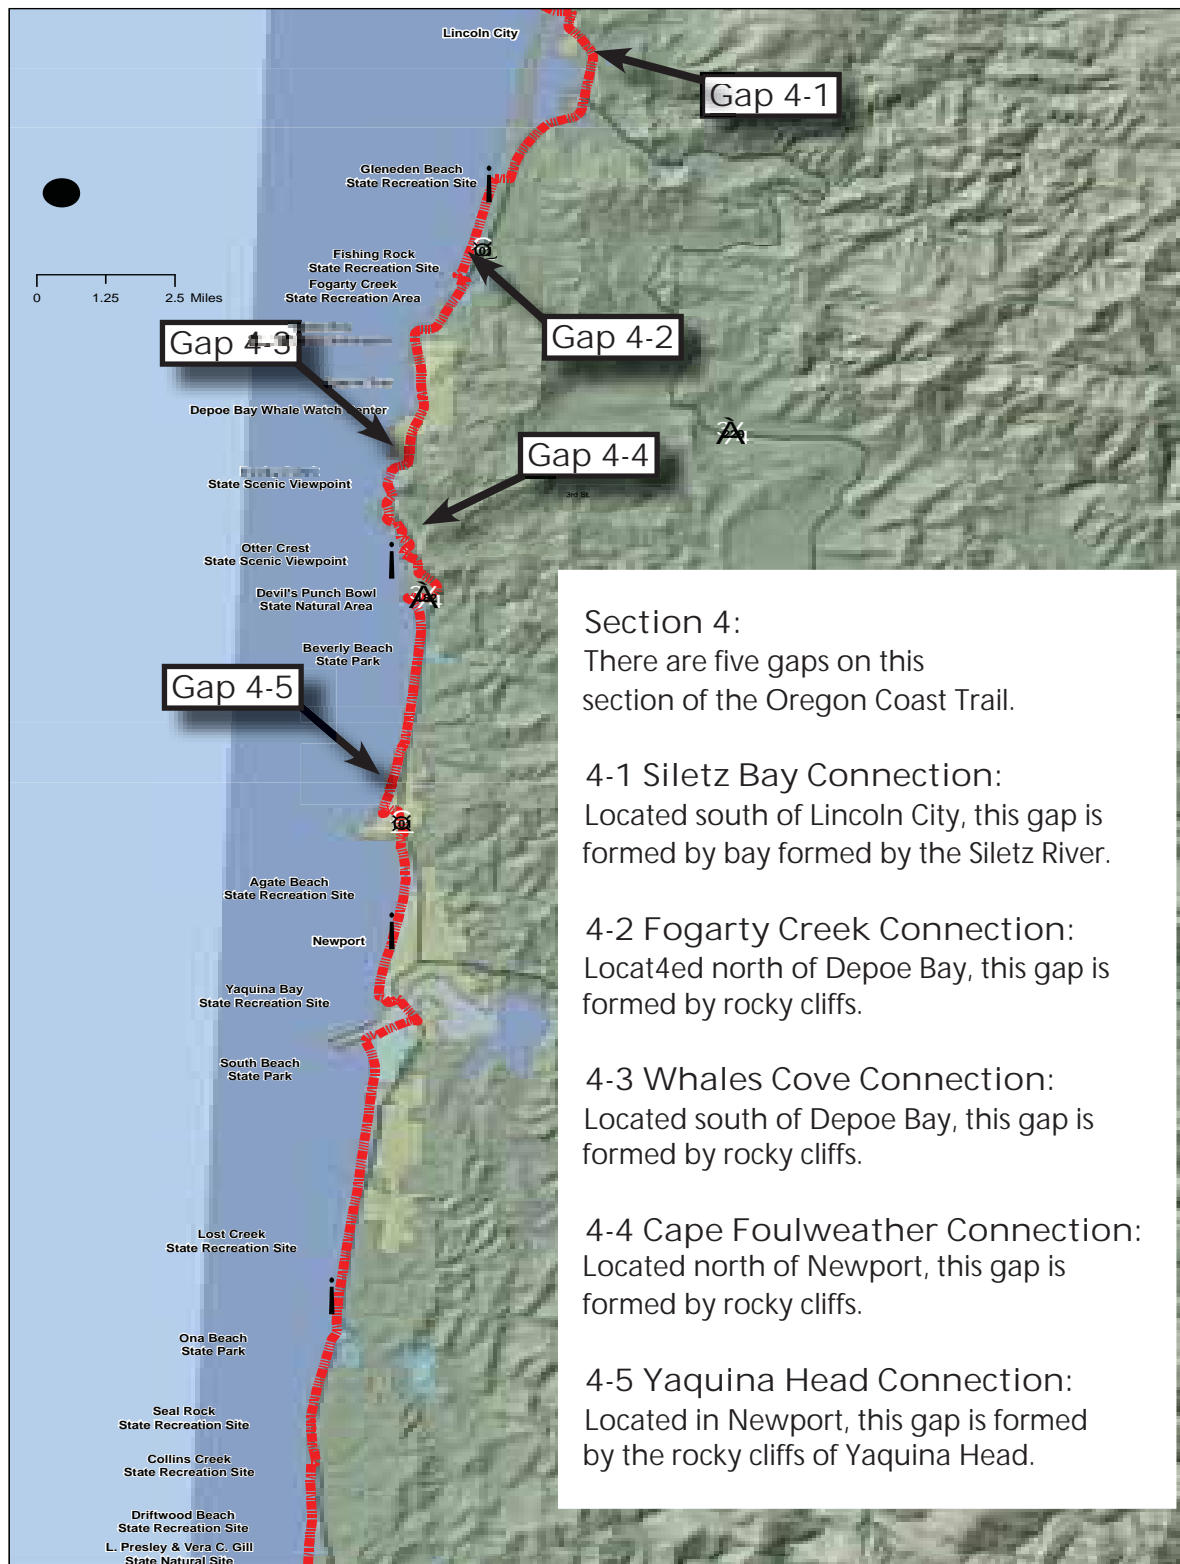 Lincoln City
Gap 4-1
Gleneden Beach
State Recreation Site
0 1.25 2.5 Miles
Fishing Rock
State Recreation Site
Fogarty Creek
State Recreation Area
Gap 4-3
Gap 4-2
Depoe Bay Whale Watch Center
Gap 4-4
State Scenic Viewpoint
3rd St.
Otter Crest
State Scenic Viewpoint
Devil's Punch Bowl
State Natural Area
Beverly Beach
State Park
Gap 4-5
Agate Beach
State Recreation Site
Newport
Yaquina Bay
State Recreation Site
South Beach
State Park
Lost Creek
State Recreation Site
Ona Beach
State Park
Seal Rock
State Recreation Site
Collins Creek
State Recreation Site
Driftwood Beach
State Recreation Site
L. Presley & Vera C. Gill
State Natural Site
Section 4:
There are five gaps on this
section of the Oregon Coast Trail.
4-1 Siletz Bay Connection:
Located south of Lincoln City, this gap is
formed by bay formed by the Siletz River.
4-2 Fogarty Creek Connection:
Locat4ed north of Depoe Bay, this gap is
formed by rocky cliffs.
4-3 Whales Cove Connection:
Located south of Depoe Bay, this gap is
formed by rocky cliffs.
4-4 Cape Foulweather Connection:
Located north of Newport, this gap is
formed by rocky cliffs.
4-5 Yaquina Head Connection:
Located in Newport, this gap is formed
by the rocky cliffs of Yaquina Head.